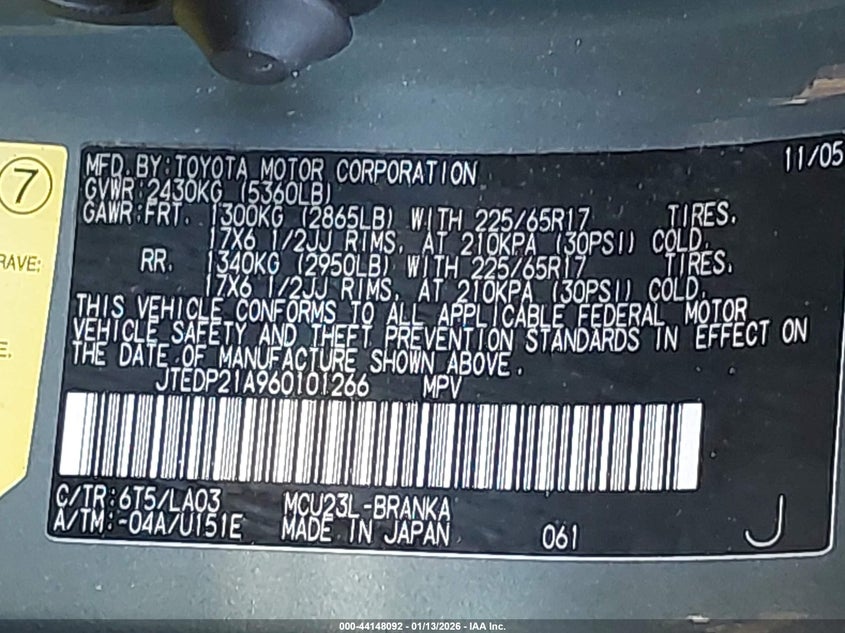 7
RAVE:
E.
11/05
MFD. BY: TOYOTA MOTOR CORPORATION
GVWR: 2430KG (5360LB)
GAWR: FRT. 1300KG (2865LB) WITH 225/65R17 TIRES.
17X6 1/2JJ RIMS, AT 210KPA (30PSI) COLD.
RR. 1340KG (2950LB) WITH 225/65R17 TIRES,
17X6 1/2JJ RIMS, AT 210KPA (30PSI) COLD.
THIS VEHICLE CONFORMS TO ALL APPLICABLE FEDERAL MOTOR
VEHICLE SAFETY AND THEFT PREVENTION STANDARDS IN EFFECT ON
THE DATE OF MANUFACTURE SHOWN ABOVE.
JTEDP21A960101266 MPV
C/TR: 6T5/LA03 MCU23L-BRANKA
A/TM: -04A/U151E MADE IN JAPAN 061 J
000-44148092 - 01/13/2026 - IAA Inc.